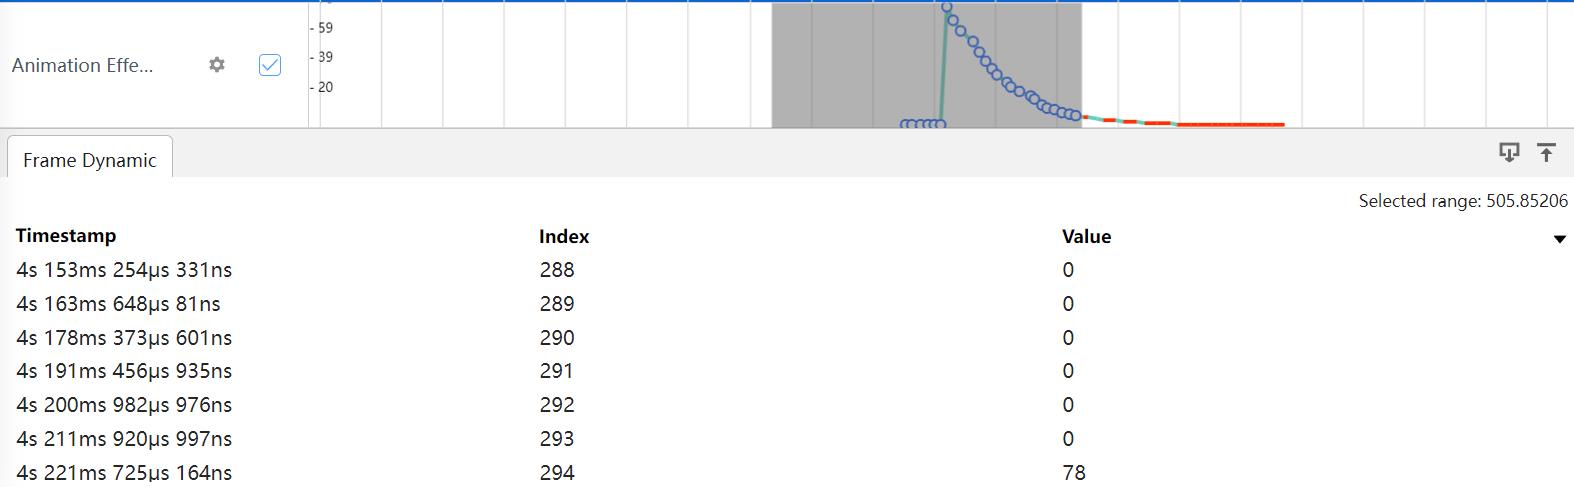 - 59
Animation Effe...
- 39
- 20
Frame Dynamic
Selected range: 505.85206
Timestamp Index Value
4s 153ms 254μs 331ns 288 0
4s 163ms 648μs 81ns 289 0
4s 178ms 373μs 601ns 290 0
4s 191ms 456μs 935ns 291 0
4s 200ms 982μs 976ns 292 0
4s 211ms 920μs 997ns 293 0
4s 221ms 725μs 164ns 294 78